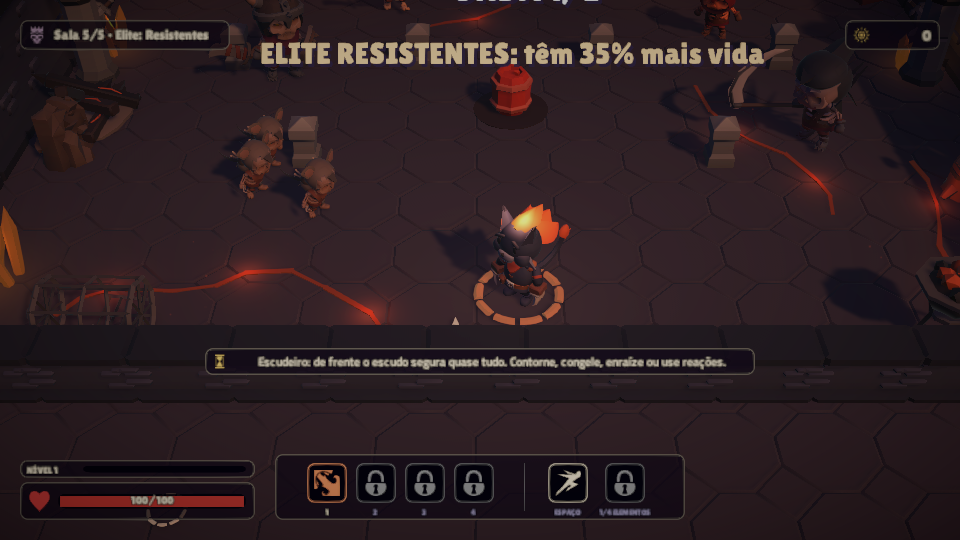 Sala 5/5 · Elite: Resistentes
0
ELITE RESISTENTES: têm 35% mais vida
Escudeiro: de frente o escudo segura quase tudo. Contorne, congele, enraíze ou use reações.
NÍVEL 1
100/100
1
2
3
4
ESPAÇO
1/4 ELEMENTOS